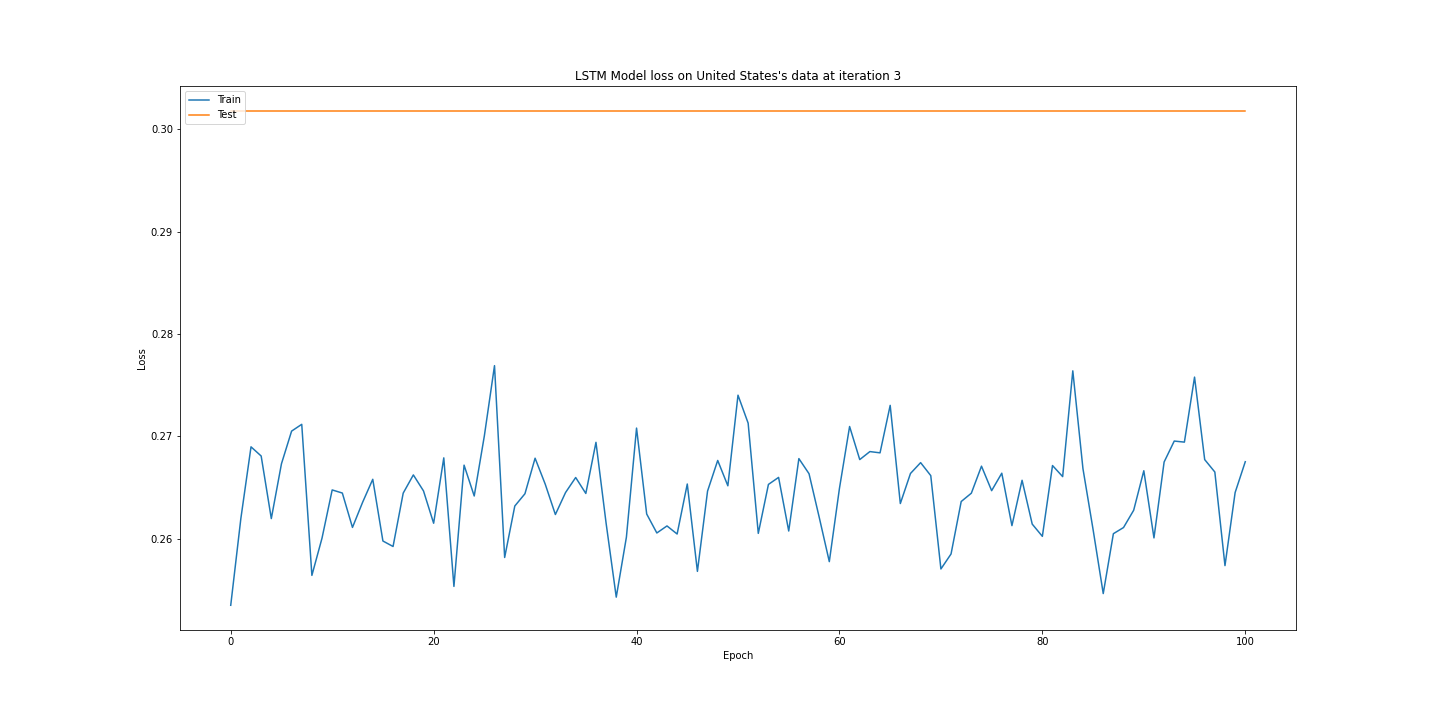 LSTM Model loss on United States's data at iteration 3
Train
Test
0.30
0.29
0.28
0.27
0.26
Loss
0 20 40 60 80 100
Epoch